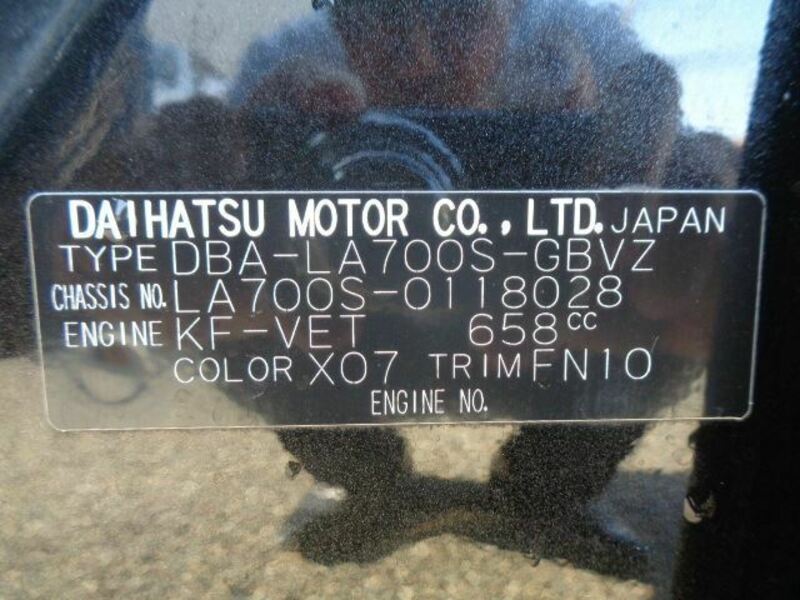 DAIHATSU MOTOR CO., LTD. JAPAN
TYPE DBA-LA700S-GBVZ
CHASSIS NO. LA700S-0118028
ENGINE KF-VET 658cc
COLOR X07 TRIM FN10
ENGINE NO.